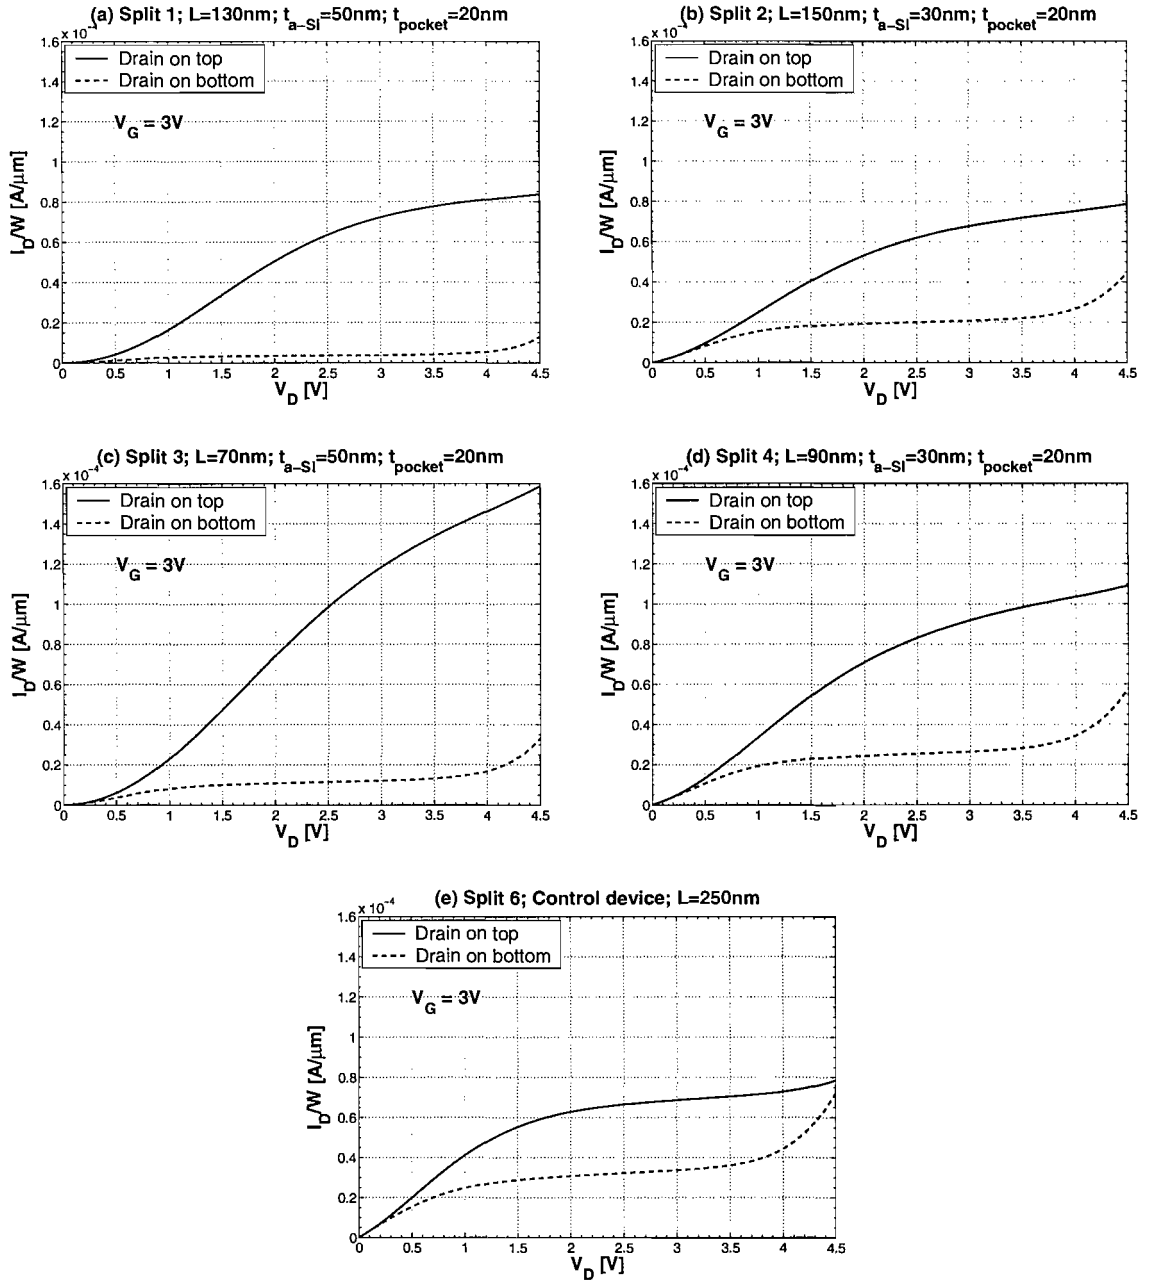 (a) Split 1; L=130nm; t_a-Si=50nm; t_pocket=20nm
1.6 x 10^-4
Drain on top
Drain on bottom
1.4
V_G = 3V
1.2
1
0.8
0.6
0.4
0.2
0
I_D/W [A/μm]
0 0.5 1 1.5 2 2.5 3 3.5 4 4.5
V_D [V]
(b) Split 2; L=150nm; t_a-Si=30nm; t_pocket=20nm
1.6 x 10^-4
Drain on top
Drain on bottom
1.4
V_G = 3V
1.2
1
0.8
0.6
0.4
0.2
0
I_D/W [A/μm]
0 0.5 1 1.5 2 2.5 3 3.5 4 4.5
V_D [V]
(c) Split 3; L=70nm; t_a-Si=50nm; t_pocket=20nm
1.6 x 10^-4
Drain on top
Drain on bottom
1.4
V_G = 3V
1.2
1
0.8
0.6
0.4
0.2
0
I_D/W [A/μm]
0 0.5 1 1.5 2 2.5 3 3.5 4 4.5
V_D [V]
(d) Split 4; L=90nm; t_a-Si=30nm; t_pocket=20nm
1.6 x 10^-4
Drain on top
Drain on bottom
1.4
V_G = 3V
1.2
1
0.8
0.6
0.4
0.2
0
I_D/W [A/μm]
0 0.5 1 1.5 2 2.5 3 3.5 4 4.5
V_D [V]
(e) Split 6; Control device; L=250nm
1.6 x 10^-4
Drain on top
Drain on bottom
1.4
V_G = 3V
1.2
1
0.8
0.6
0.4
0.2
0
I_D/W [A/μm]
0 0.5 1 1.5 2 2.5 3 3.5 4 4.5
V_D [V]